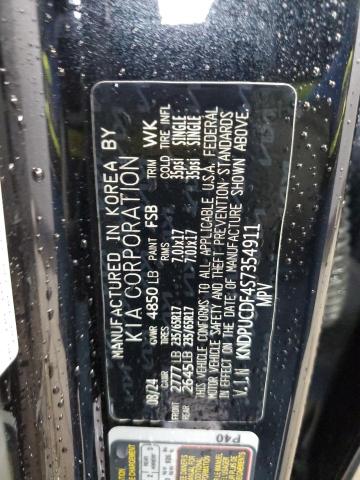 MANUFACTURED IN KOREA BY
KIA CORPORATION
08/24 GVWR 4850 LB PAINT FSB TRIM WK
TIRES RIMS COLD TIRE INFL
FRONT 2777 LB 235/65R17 7.0Jx17 35psi SINGLE
REAR 2645 LB 235/65R17 7.0Jx17 35psi SINGLE
THIS VEHICLE CONFORMS TO ALL APPLICABLE U.S.A. FEDERAL
MOTOR VEHICLE SAFETY AND THEFT PREVENTION STANDARDS
IN EFFECT ON THE DATE OF MANUFACTURE SHOWN ABOVE.
V.I.N KNDPUCDF4S7354911
MPV
P40